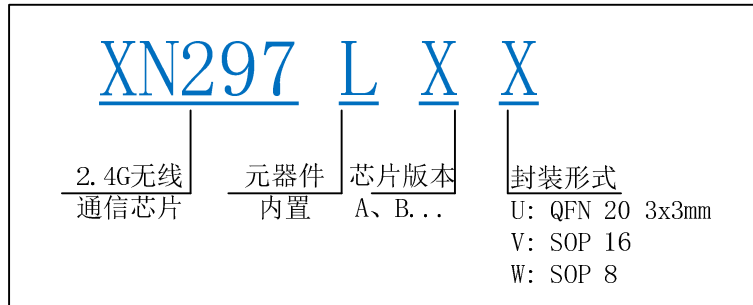 XN297 L X X
2.4G无线
通信芯片
元器件
内置
芯片版本
A、B...
封装形式
U: QFN 20 3x3mm
V: SOP 16
W: SOP 8